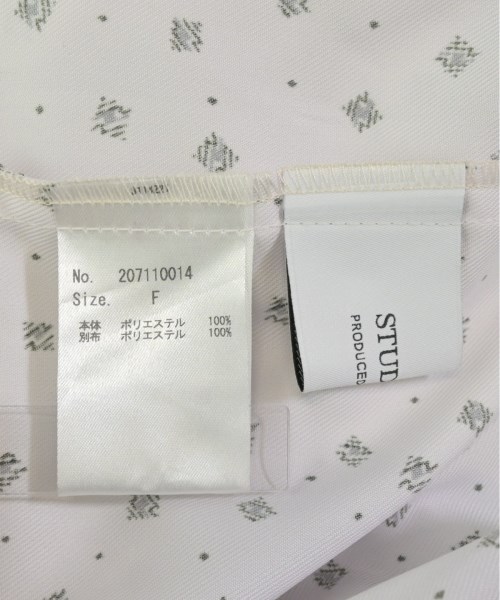 No. 207110014
Size. F
本体 ポリエステル 100%
別布 ポリエステル 100%
STUD
PRODUCED